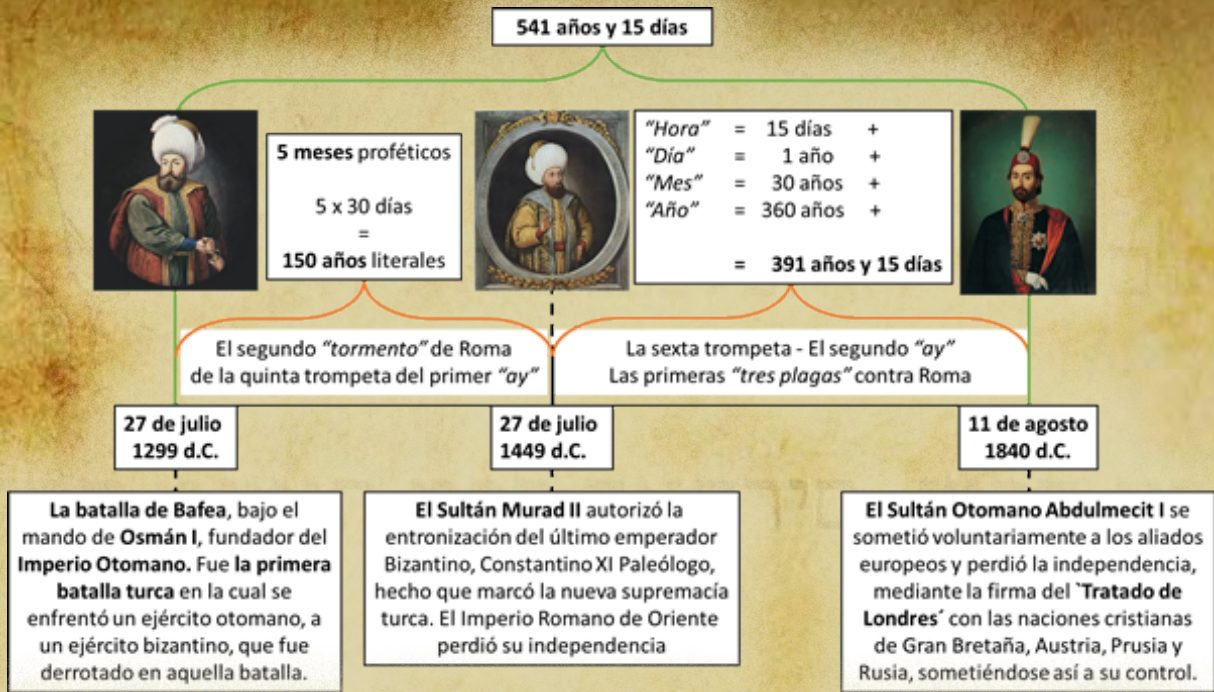 541 años y 15 días
5 meses proféticos
5 x 30 días
=
150 años literales
"Hora" = 15 días +
"Día" = 1 año +
"Mes" = 30 años +
"Año" = 360 años +
= 391 años y 15 días
El segundo "tormento" de Roma
de la quinta trompeta del primer "ay"
La sexta trompeta - El segundo "ay"
Las primeras "tres plagas" contra Roma
27 de julio
1299 d.C.
27 de julio
1449 d.C.
11 de agosto
1840 d.C.
La batalla de Bafea, bajo el
mando de Osmán I, fundador del
Imperio Otomano. Fue la primera
batalla turca en la cual se
enfrentó un ejército otomano, a
un ejército bizantino, que fue
derrotado en aquella batalla.
El Sultán Murad II autorizó la
entronización del último emperador
Bizantino, Constantino XI Paleólogo,
hecho que marcó la nueva supremacía
turca. El Imperio Romano de Oriente
perdió su independencia
El Sultán Otomano Abdulmecit I se
sometió voluntariamente a los aliados
europeos y perdió la independencia,
mediante la firma del `Tratado de
Londres´ con las naciones cristianas
de Gran Bretaña, Austria, Prusia y
Rusia, sometiéndose así a su control.